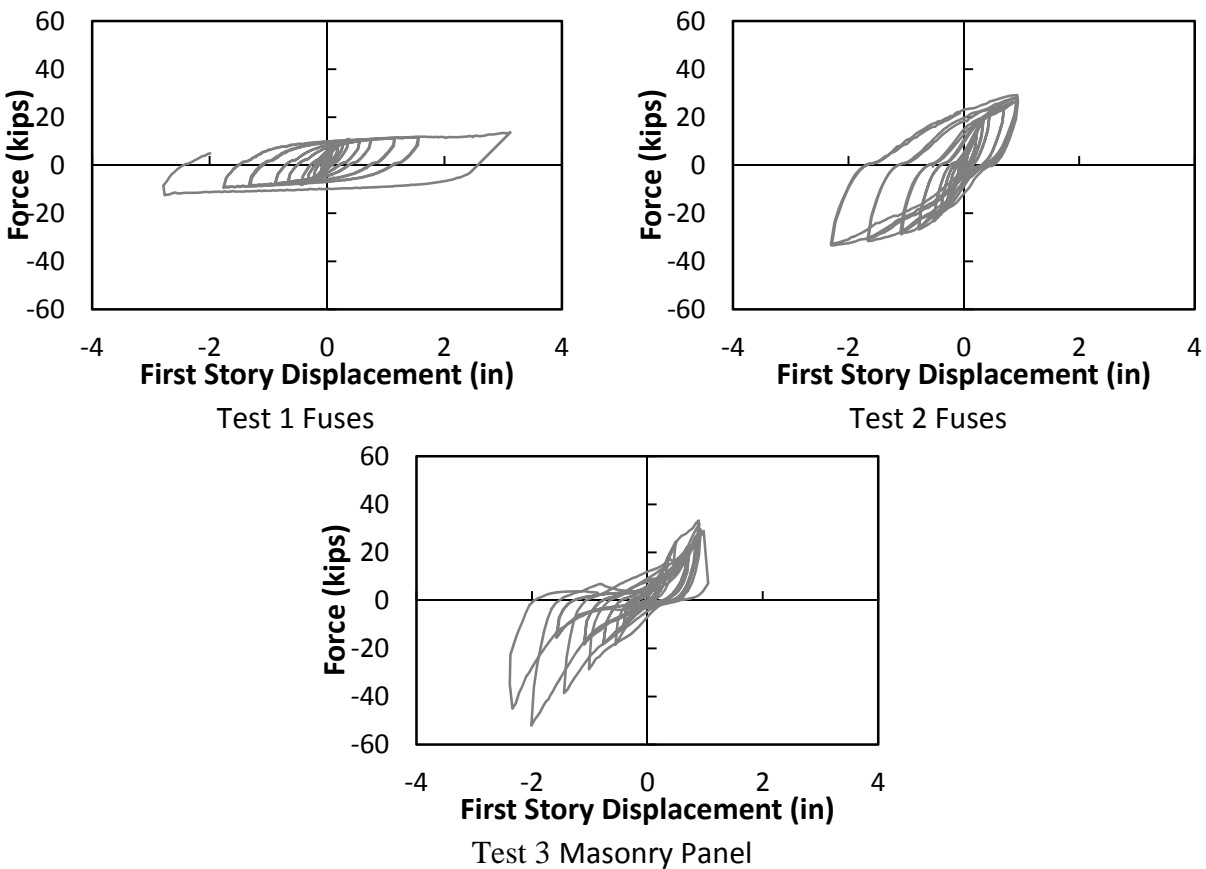 60
40
20
0
-20
-40
-60
-4 -2 0 2 4
Force (kips)
First Story Displacement (in)
Test 1 Fuses
60
40
20
0
-20
-40
-60
-4 -2 0 2 4
Force (kips)
First Story Displacement (in)
Test 2 Fuses
60
40
20
0
-20
-40
-60
-4 -2 0 2 4
Force (kips)
First Story Displacement (in)
Test 3 Masonry Panel